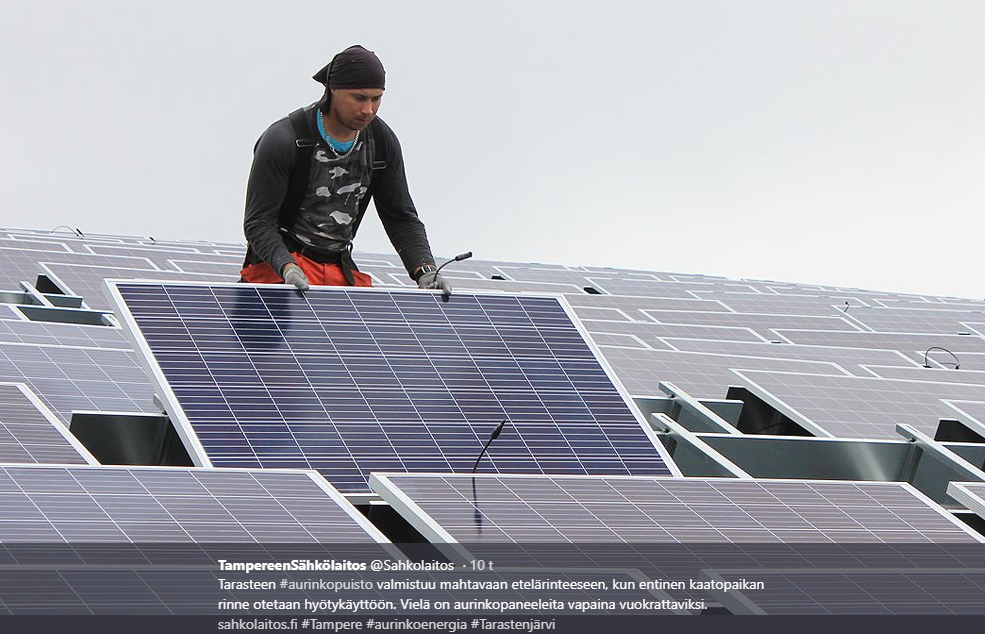 TampereenSähkölaitos @Sahkolaitos · 10 t
Tarasteen #aurinkopuisto valmistuu mahtavaan etelärinteeseen, kun entinen kaatopaikan
rinne otetaan hyötykäyttöön. Vielä on aurinkopaneeleita vapaina vuokrattaviksi.
sahkolaitos.fi #Tampere #aurinkoenergia #Tarastenjärvi